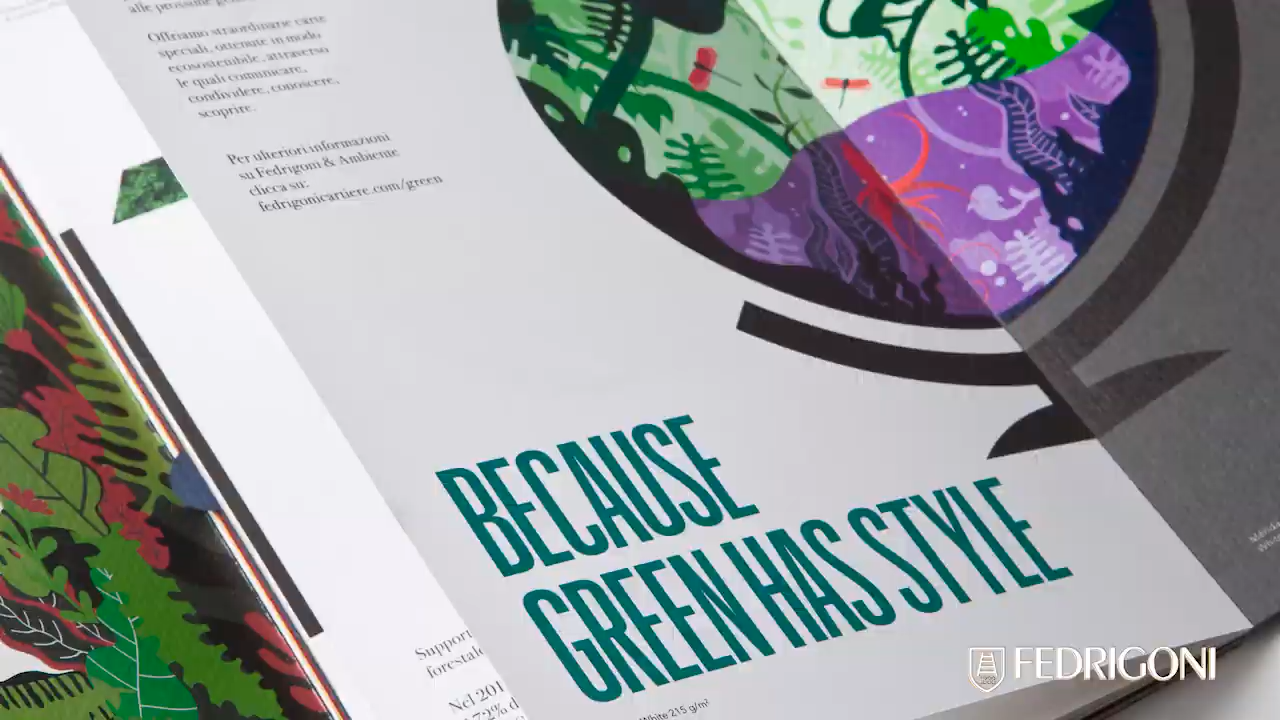 alle prossime
Offriamo straordinarie carte
speciali, ottenute in modo
ecosostenibile, attraverso
le quali comunicare,
condividere, conoscere,
scoprire.
Per ulteriori informazioni
su Fedrigoni & Ambiente
clicca su:
fedrigonicartiere.com/green
BECAUSE
GREEN HAS STYLE
Support
forestale
Nel 201
72% d
White 215 g/m²
FEDRIGONI